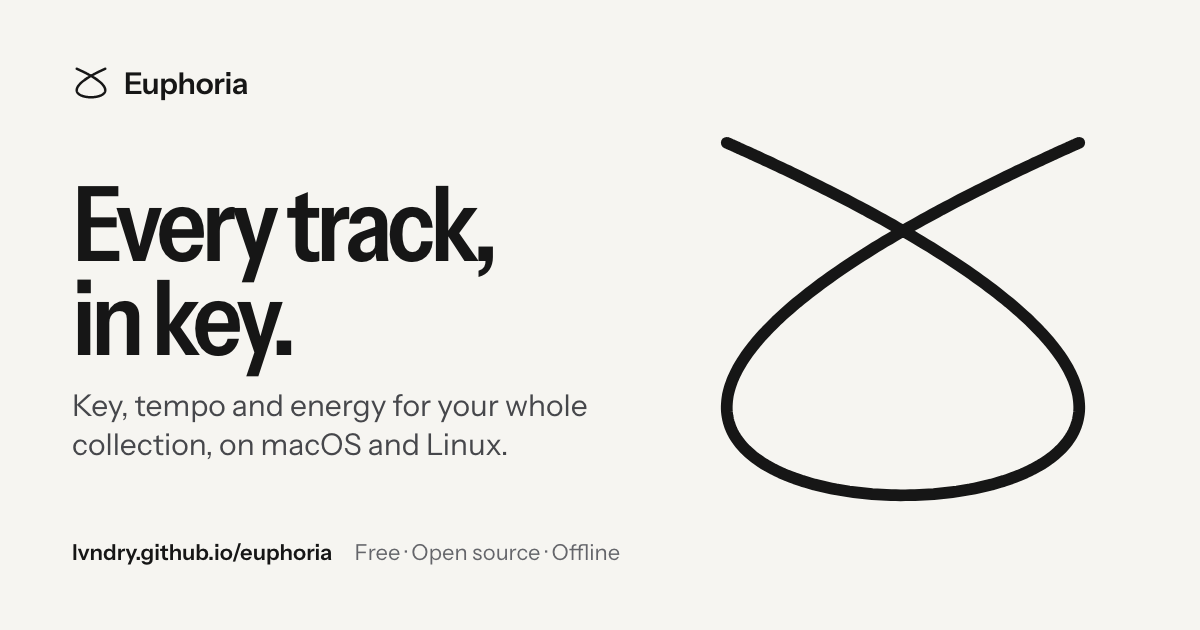 Euphoria
Every track,
in key.
Key, tempo and energy for your whole
collection, on macOS and Linux.
lvndry.github.io/euphoria Free · Open source · Offline